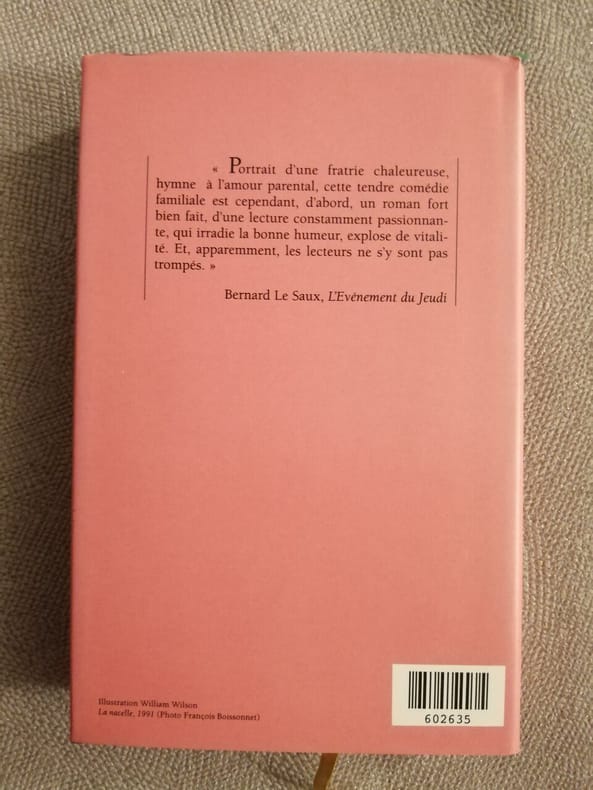 « Portrait d'une fratrie chaleureuse,
hymne à l'amour parental, cette tendre comédie
familiale est cependant, d'abord, un roman fort
bien fait, d'une lecture constamment passionnan-
te, qui irradie la bonne humeur, explose de vitali-
té. Et, apparemment, les lecteurs ne s'y sont pas
trompés. »
Bernard Le Saux, L'Evénement du Jeudi
Illustration William Wilson
La nacelle, 1991 (Photo François Boissonnet)
602635